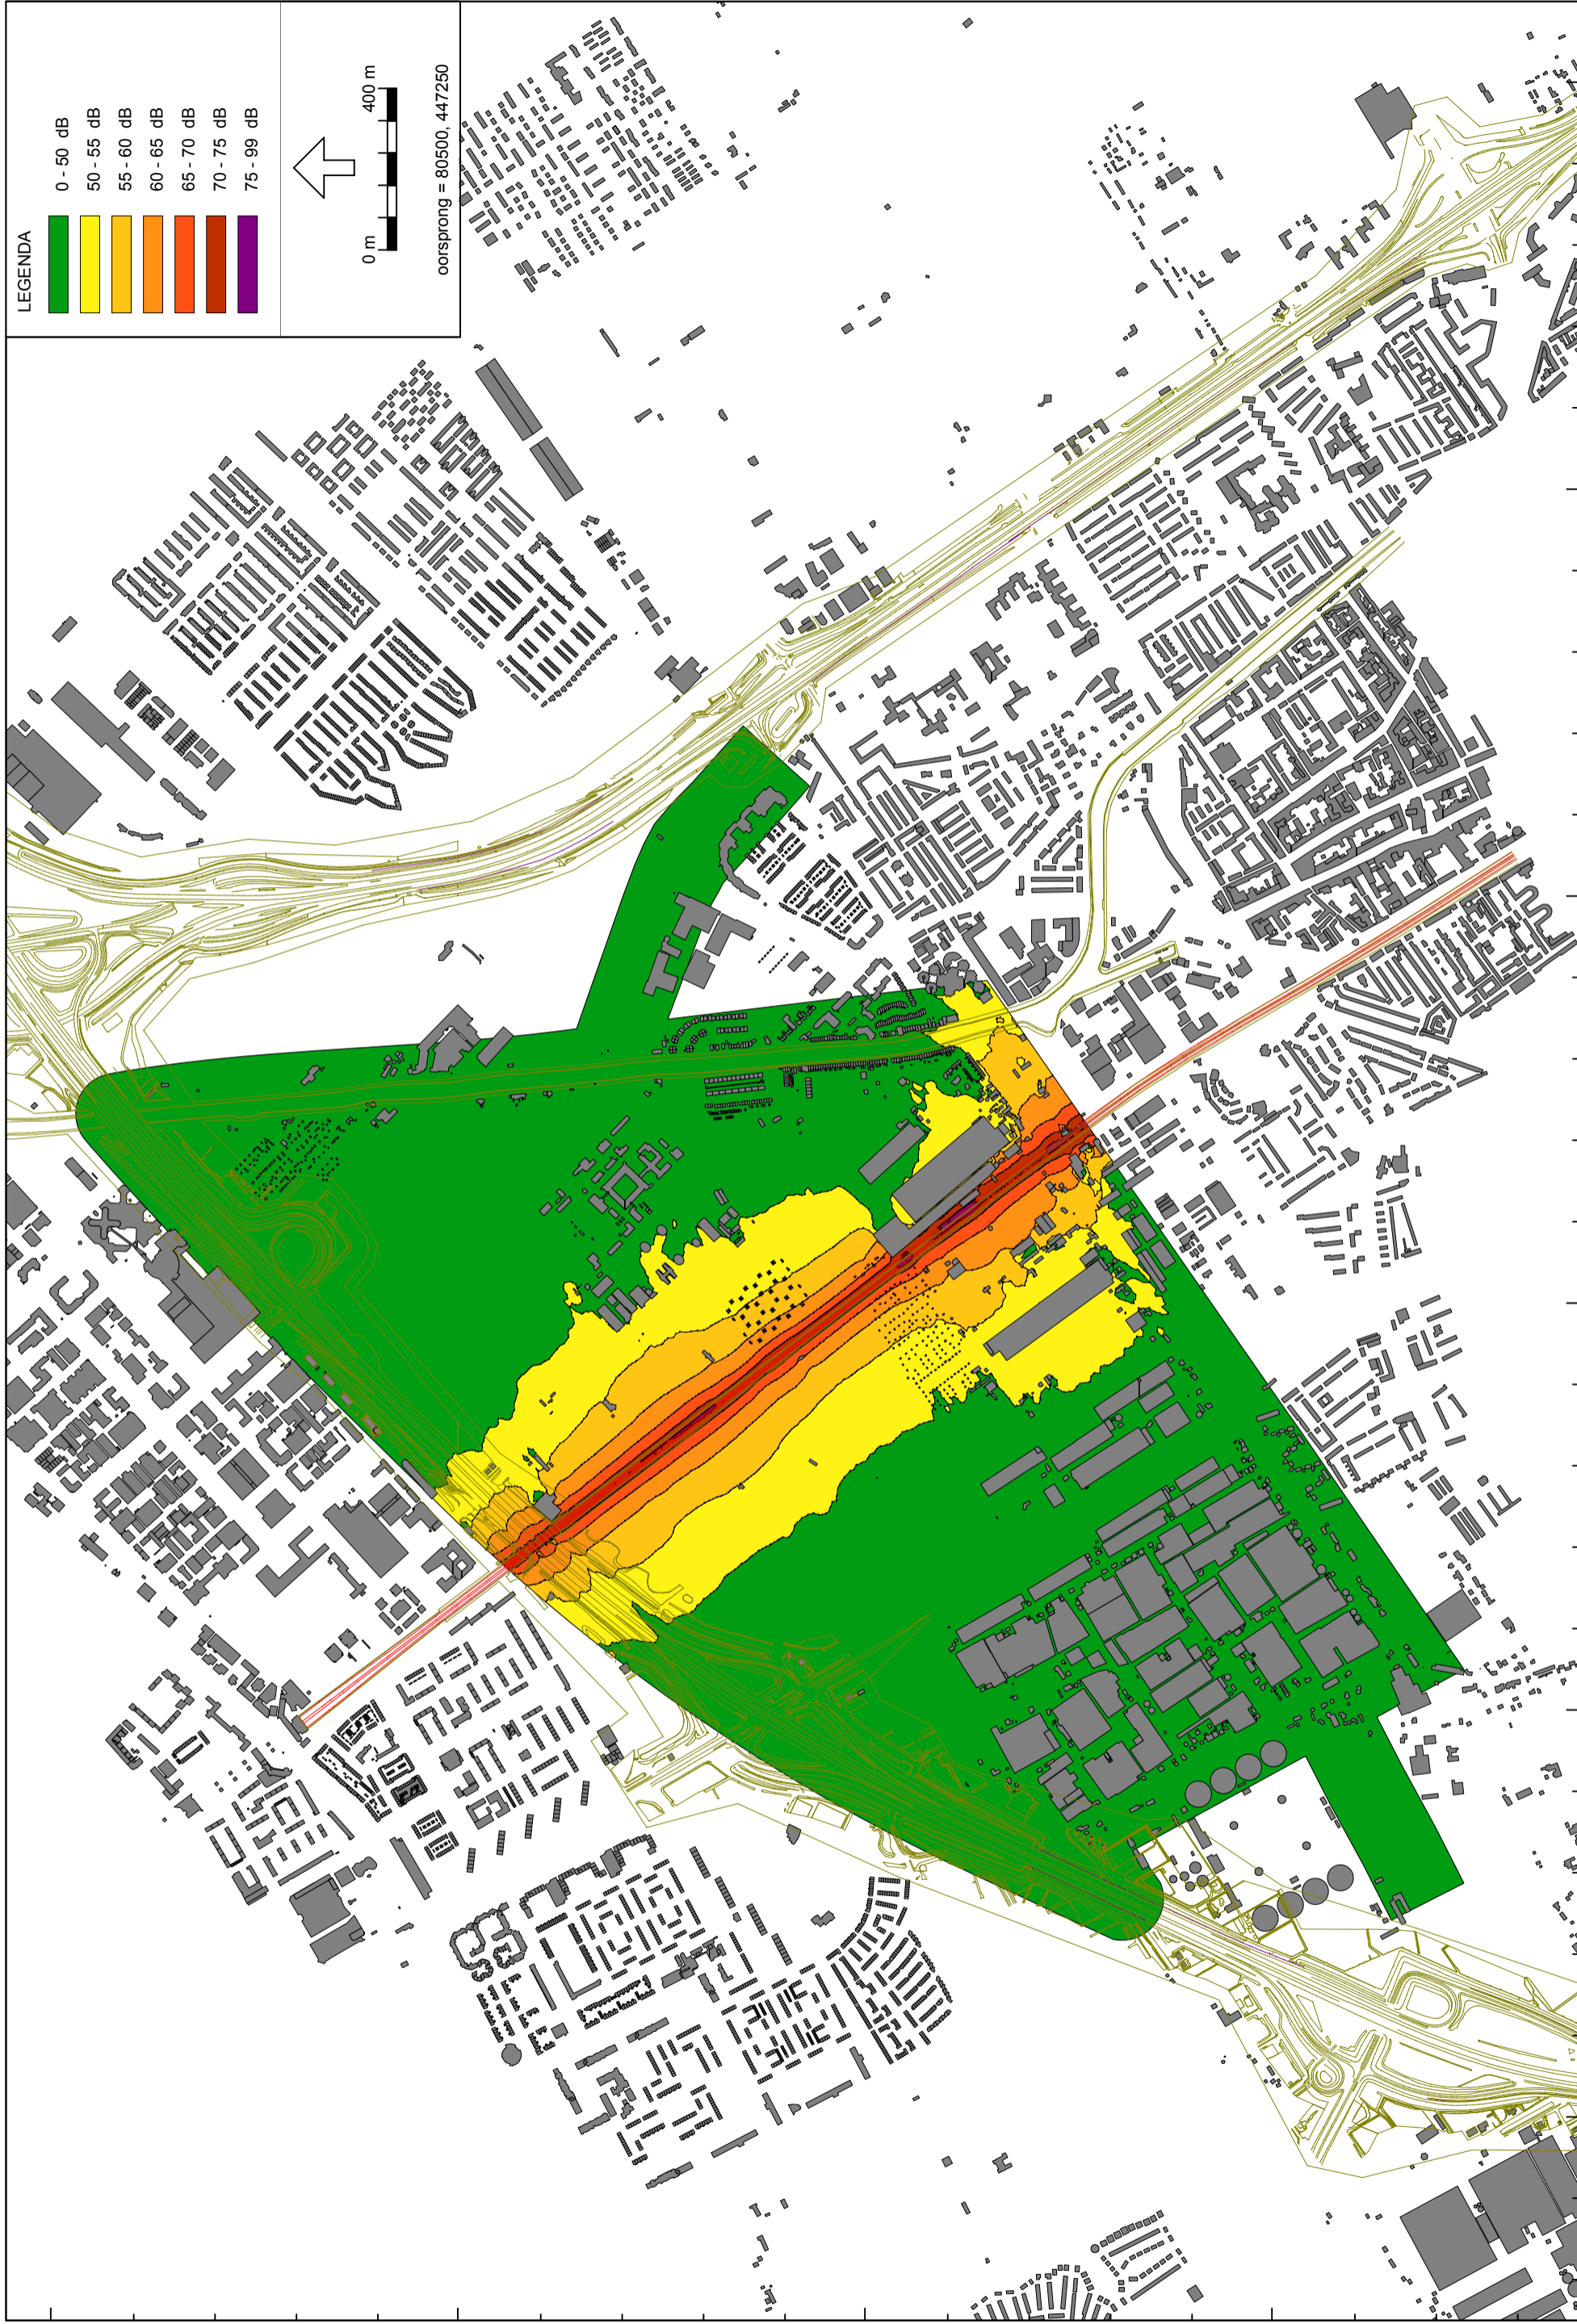 LEGENDA
0 - 50 dB
50 - 55 dB
55 - 60 dB
60 - 65 dB
65 - 70 dB
70 - 75 dB
75 - 99 dB
0 m 400 m
oorsprong = 80500, 447250